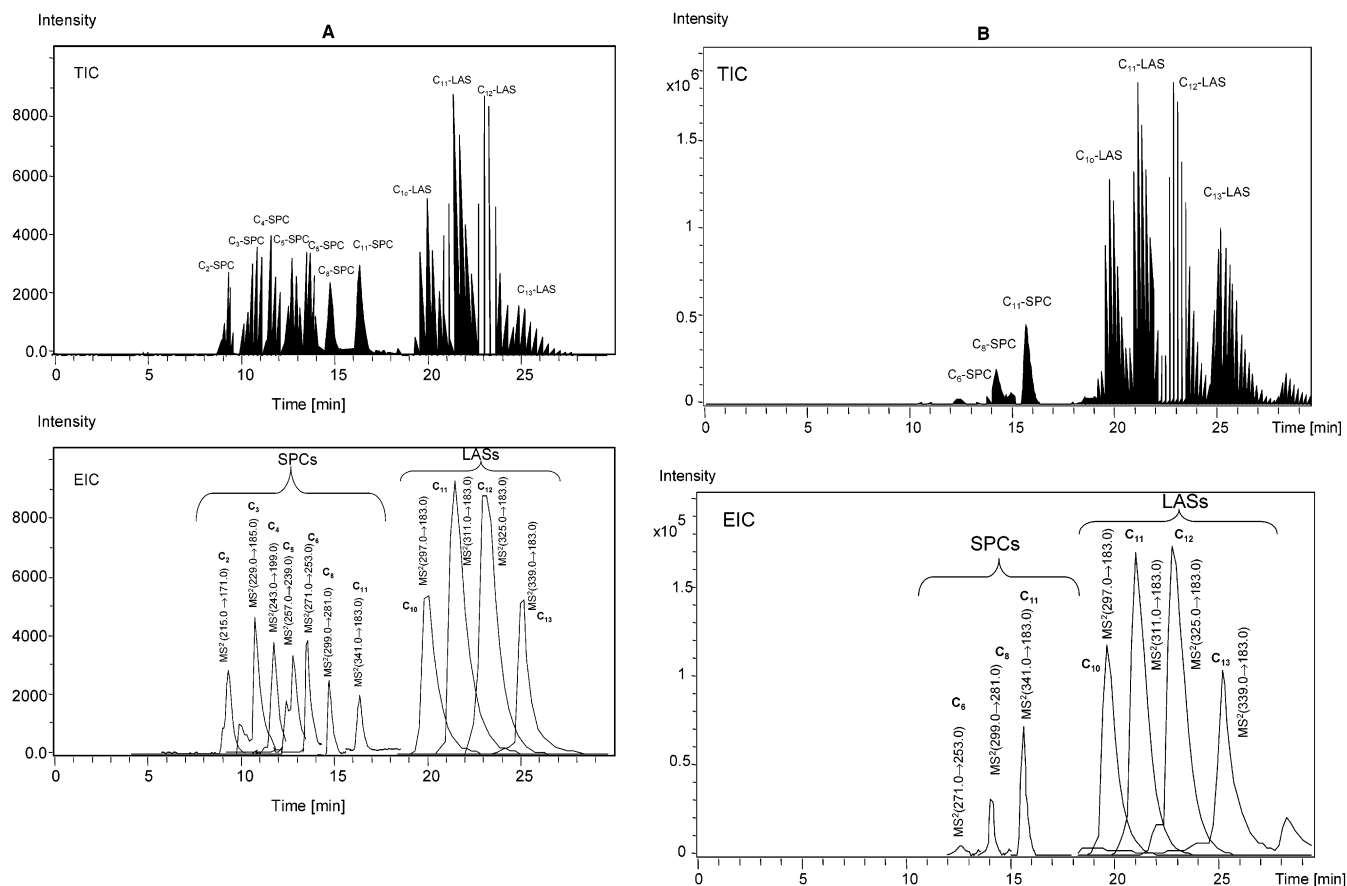 Intensity
A
TIC
C₂-SPC
C₃-SPC
C₄-SPC
C₅-SPC
C₆-SPC
C₈-SPC
C₁₁-SPC
C₁₀-LAS
C₁₁-LAS
C₁₂-LAS
C₁₃-LAS
8000
6000
4000
2000
0.0
0 5 10 15 20 25
Time [min]
Intensity
B
TIC
x10⁶
1.5
1
0.5
0
C₆-SPC
C₈-SPC
C₁₁-SPC
C₁₀-LAS
C₁₁-LAS
C₁₂-LAS
C₁₃-LAS
0 5 10 15 20 25 Time [min]
Intensity
EIC
SPCs
LASs
8000
6000
4000
2000
0.0
C₂
MS²(215.0→171.0)
C₃
MS²(229.0→185.0)
C₄
MS²(243.0→199.0)
C₅
MS²(257.0→239.0)
C₆
MS²(271.0→253.0)
C₈
MS²(299.0→281.0)
C₁₁
MS²(341.0→183.0)
C₁₀
MS²(297.0→183.0)
C₁₁
MS²(311.0→183.0)
C₁₂
MS²(325.0→183.0)
MS²(339.0→183.0)
C₁₃
0 5 10 15 20 25
Time [min]
Intensity
EIC
x10⁵
1.5
1
0.5
0
SPCs
LASs
C₆
MS²(271.0→253.0)
C₈
MS²(299.0→281.0)
C₁₁
MS²(341.0→183.0)
C₁₀
MS²(297.0→183.0)
C₁₁
MS²(311.0→183.0)
C₁₂
MS²(325.0→183.0)
C₁₃
MS²(339.0→183.0)
0 5 10 15 20 25 Time [min]